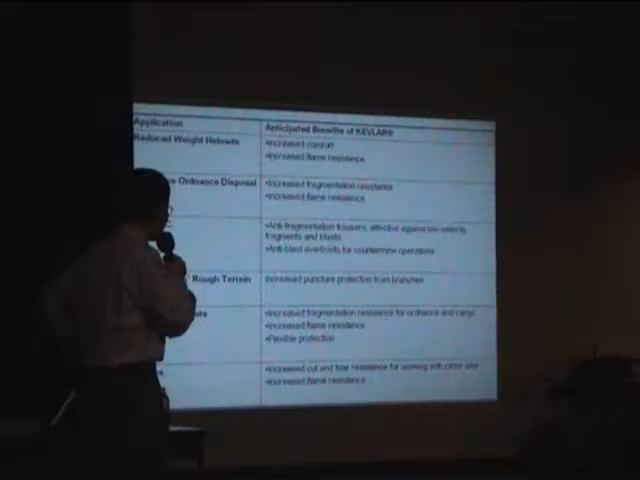 Application
Anticipated Benefits of KEVLAR®
Reduced Weight Helmets
•Increased comfort
•Increased flame resistance
ve Ordnance Disposal
•Increased fragmentation resistance
•Increased flame resistance
•Anti-fragmentation trousers, effective against low velocity
fragments and blasts
•Anti-blast overboots for countermine operations
Rough Terrain
Increased puncture protection from branches
•Increased fragmentation resistance for ordnance and cargo
•Increased flame resistance
•Flexible protection
•Increased cut and tear resistance for working with razor wire
•Increased flame resistance